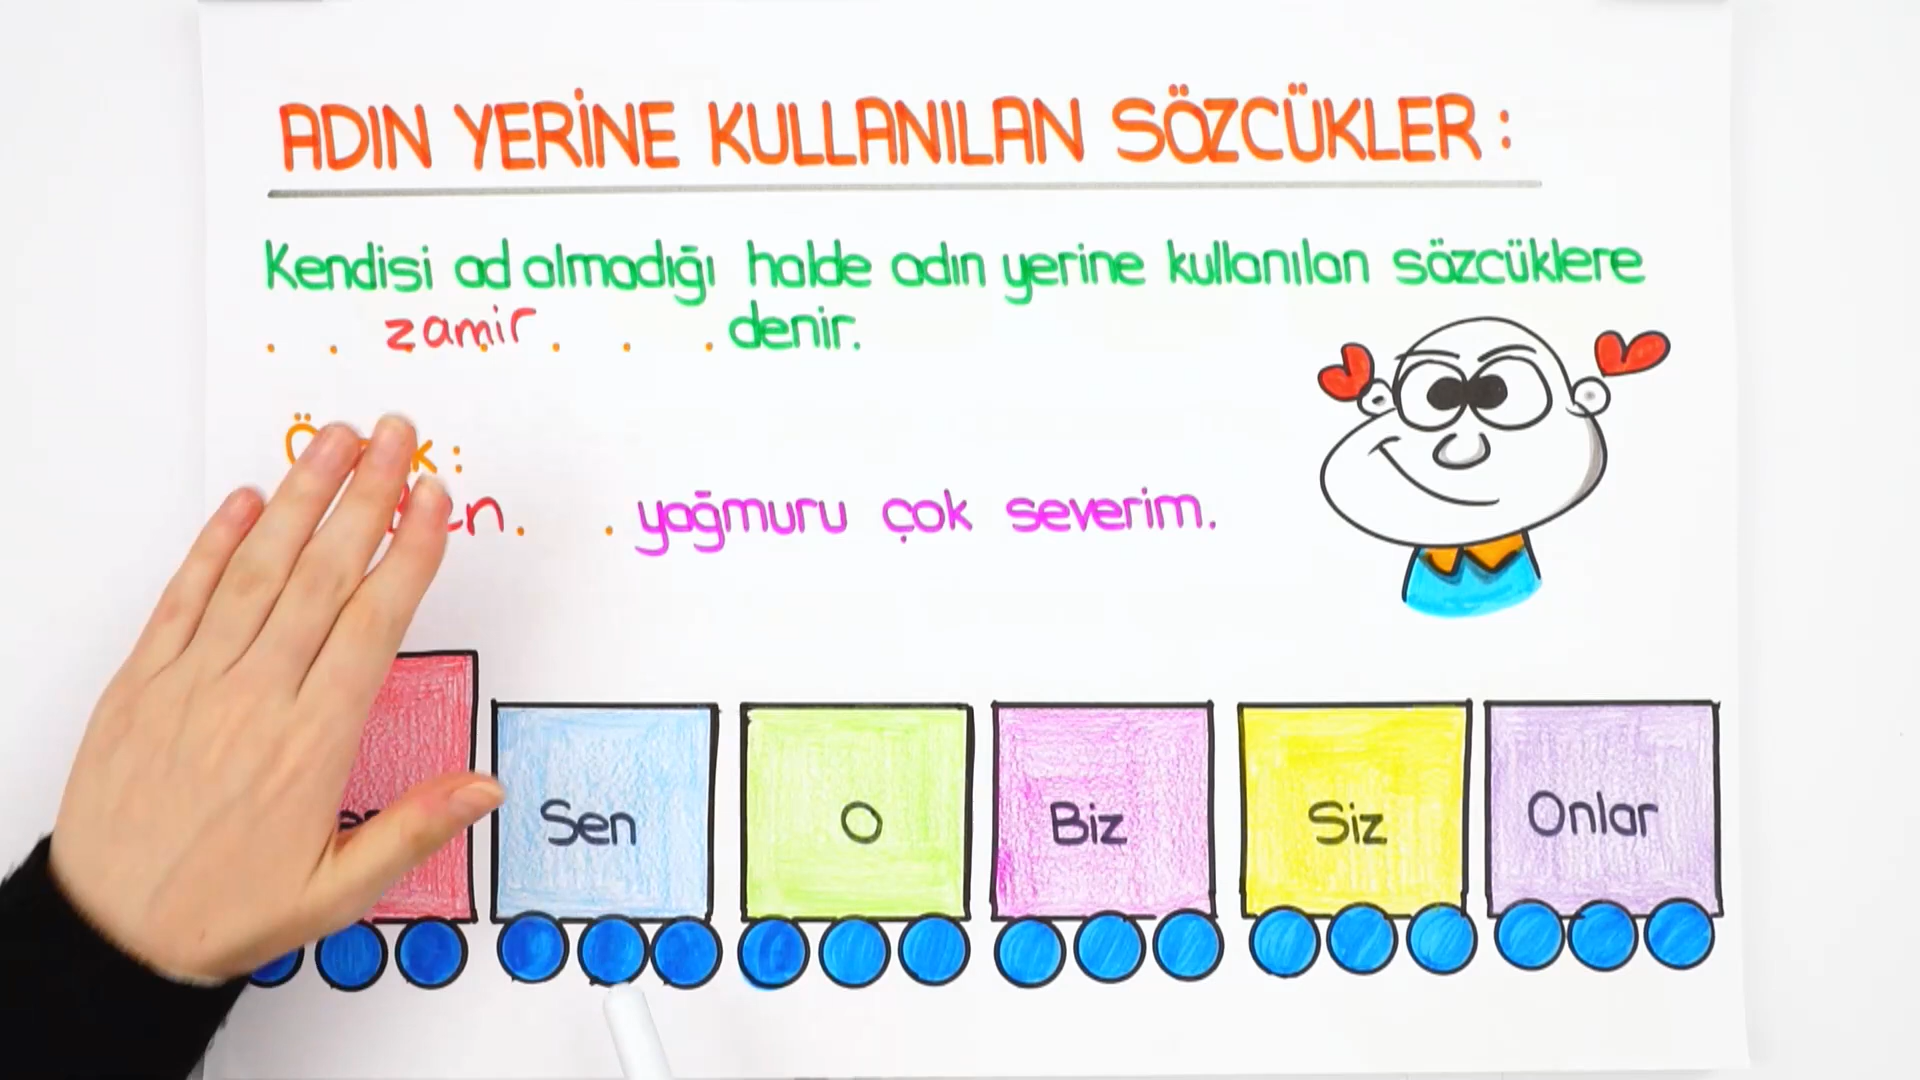 ADIN YERİNE KULLANILAN SÖZCÜKLER :
Kendisi ad olmadığı halde adın yerine kullanılan sözcüklere
. . zamir . . . denir.
. . yağmuru çok severim.
Sen
O
Biz
Siz
Onlar